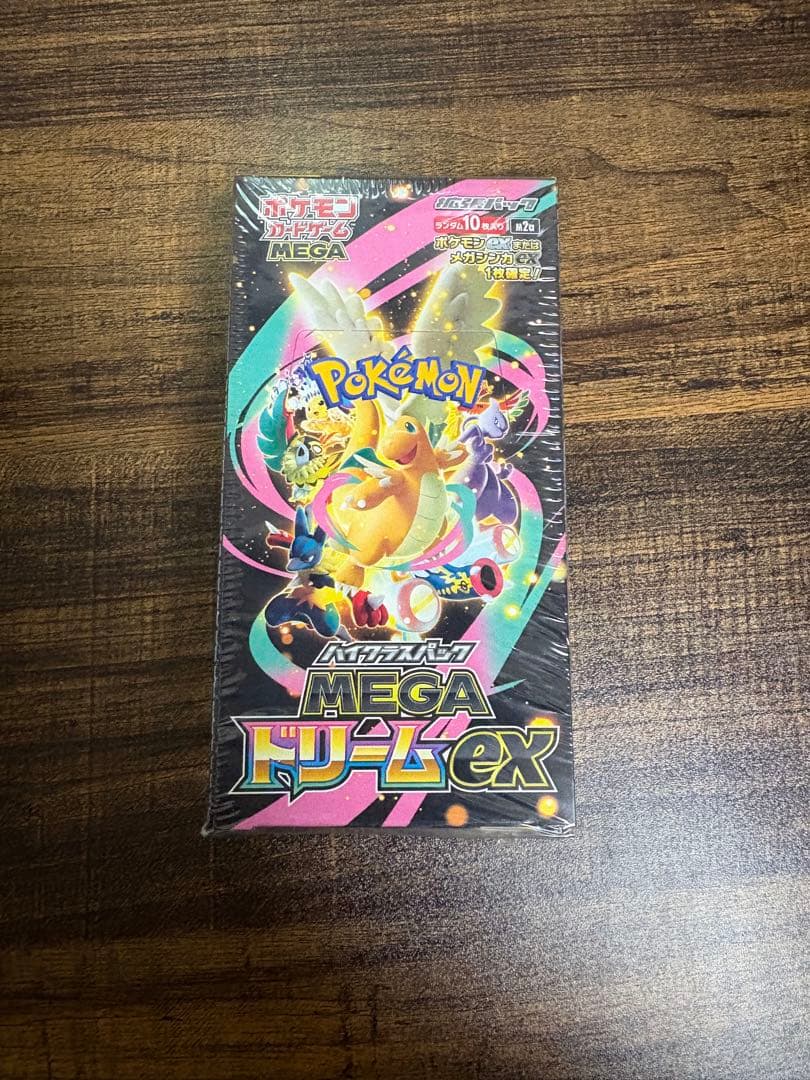 ポケモン
カードゲーム
MEGA
拡張パック
ランダム10枚入り
M2a
ポケモンexまたは
メガシンカex
1枚確定!
POKéMON
ハイクラスパック
MEGA
ドリームex